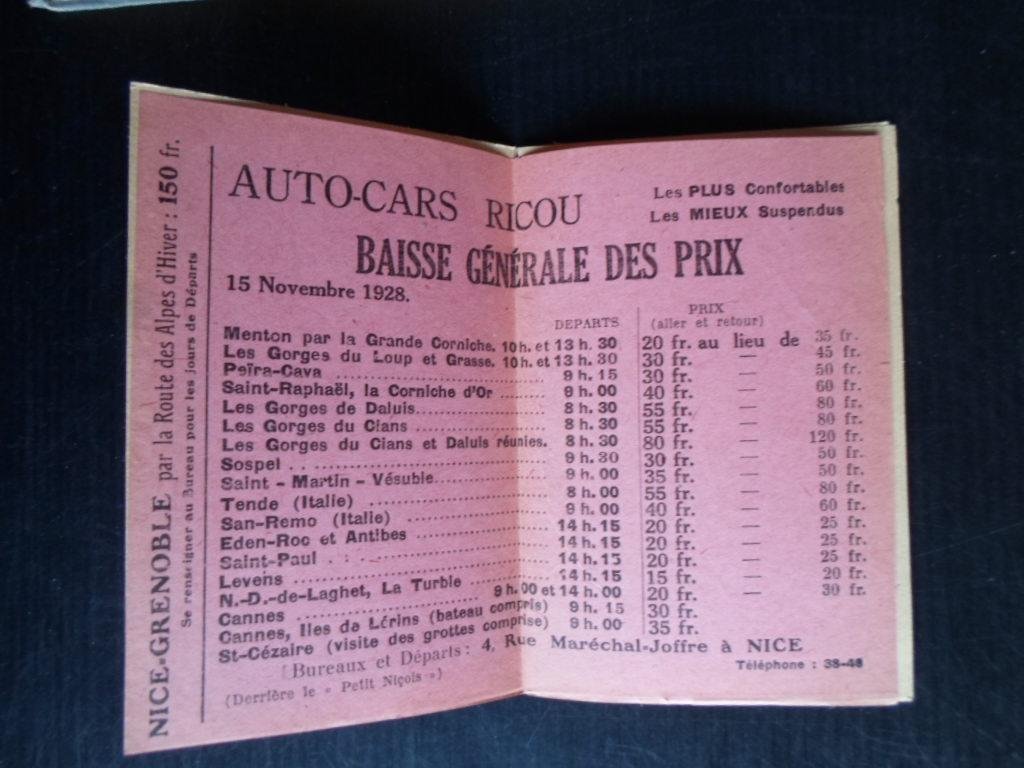 NICE-GRENOBLE par la Route des Alpes d'Hiver : 150 fr.
Se renseigner au Bureau pour les jours de Départs
AUTO-CARS RICOU
Les PLUS Confortables
Les MIEUX Suspendus
BAISSE GÉNÉRALE DES PRIX
15 Novembre 1928.
DEPARTS PRIX
(aller et retour)
Menton par la Grande Corniche. 10 h. et 13 h. 30 20 fr. au lieu de 35 fr.
Les Gorges du Loup et Grasse. 10 h. et 13 h. 30 30 fr. — 45 fr.
Peïra-Cava ........ 9 h. 15 30 fr. — 50 fr.
Saint-Raphaël, la Corniche d'Or ........ 9 h. 00 40 fr. — 60 fr.
Les Gorges de Daluis ........ 8 h. 30 55 fr. — 80 fr.
Les Gorges du Cians ........ 8 h. 30 55 fr. — 80 fr.
Les Gorges du Cians et Daluis réunies. 8 h. 30 80 fr. — 120 fr.
Sospel ........ 9 h. 30 30 fr. — 50 fr.
Saint - Martin - Vésubie ........ 9 h. 00 35 fr. — 50 fr.
Tende (Italie) ........ 8 h. 00 55 fr. — 80 fr.
San-Remo (Italie) ........ 9 h. 00 40 fr. — 60 fr.
Eden-Roc et Antibes ........ 14 h. 15 20 fr. — 25 fr.
Saint-Paul ........ 14 h. 15 20 fr. — 25 fr.
Levens ........ 14 h. 15 20 fr. — 25 fr.
N.-D.-de-Laghet, La Turbie ........ 14 h. 15 15 fr. — 20 fr.
Cannes ........ 9 h. 00 et 14 h. 00 20 fr. — 30 fr.
Cannes, Iles de Lérins (bateau compris) 9 h. 15 30 fr.
St-Cézaire (visite des grottes comprise) 9 h. 00 35 fr.
Bureaux et Départs : 4, Rue Maréchal-Joffre à NICE
(Derrière le « Petit Niçois »)
Téléphone : 38-48